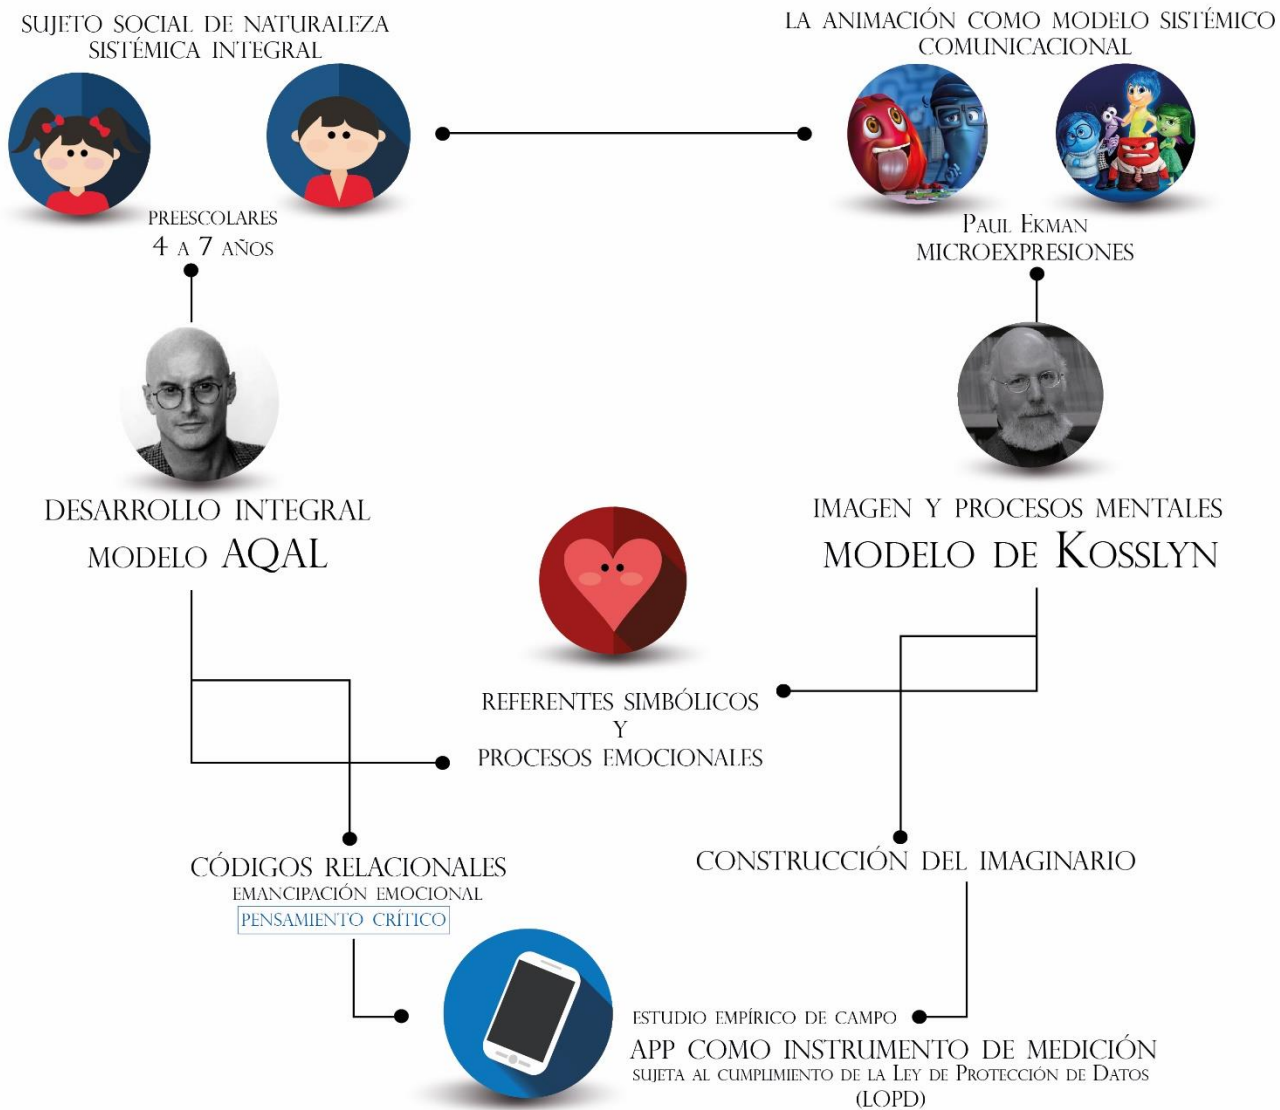 SUJETO SOCIAL DE NATURALEZA
SISTÉMICA INTEGRAL
LA ANIMACIÓN COMO MODELO SISTÉMICO
COMUNICACIONAL
PREESCOLARES
4 A 7 AÑOS
PAUL EKMAN
MICROEXPRESIONES
DESARROLLO INTEGRAL
MODELO AQAL
IMAGEN Y PROCESOS MENTALES
MODELO DE KOSSLYN
REFERENTES SIMBÓLICOS
Y
PROCESOS EMOCIONALES
CÓDIGOS RELACIONALES
EMANCIPACIÓN EMOCIONAL
PENSAMIENTO CRÍTICO
CONSTRUCCIÓN DEL IMAGINARIO
ESTUDIO EMPÍRICO DE CAMPO
APP COMO INSTRUMENTO DE MEDICIÓN
SUJETA AL CUMPLIMIENTO DE LA LEY DE PROTECCIÓN DE DATOS
(LOPD)